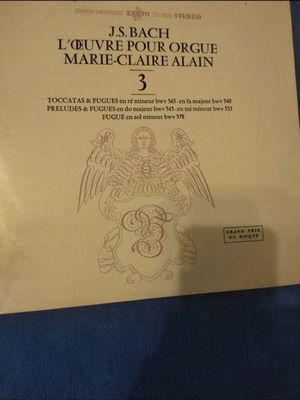 ERATO STEREO
J.S. BACH
L'ŒUVRE POUR ORGUE
MARIE-CLAIRE ALAIN
3
TOCCATAS & FUGUES en ré mineur bwv 565 - en fa majeur bwv 540
PRELUDES & FUGUES en do majeur bwv 545 - en mi mineur bwv 533
FUGUE en sol mineur bwv 578
GRAND PRIX
DU DISQUE